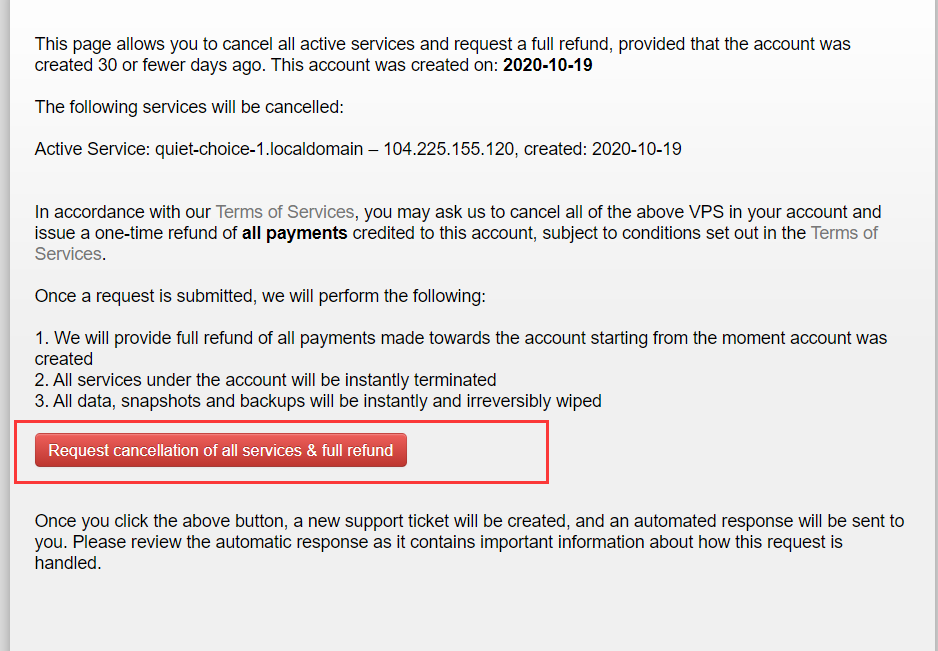 This page allows you to cancel all active services and request a full refund, provided that the account was
created 30 or fewer days ago. This account was created on: 2020-10-19
The following services will be cancelled:
Active Service: quiet-choice-1.localdomain – 104.225.155.120, created: 2020-10-19
In accordance with our Terms of Services, you may ask us to cancel all of the above VPS in your account and
issue a one-time refund of all payments credited to this account, subject to conditions set out in the Terms of
Services.
Once a request is submitted, we will perform the following:
1. We will provide full refund of all payments made towards the account starting from the moment account was
created
2. All services under the account will be instantly terminated
3. All data, snapshots and backups will be instantly and irreversibly wiped
Request cancellation of all services & full refund
Once you click the above button, a new support ticket will be created, and an automated response will be sent to
you. Please review the automatic response as it contains important information about how this request is
handled.